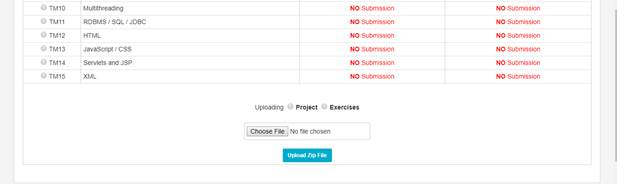 TM10 Multithreading NO Submission NO Submission
TM11 RDBMS / SQL / JDBC NO Submission NO Submission
TM12 HTML NO Submission NO Submission
TM13 JavaScript / CSS NO Submission NO Submission
TM14 Servlets and JSP NO Submission NO Submission
TM15 XML NO Submission NO Submission
Uploading Project Exercises
Choose File No file chosen
Upload Zip File